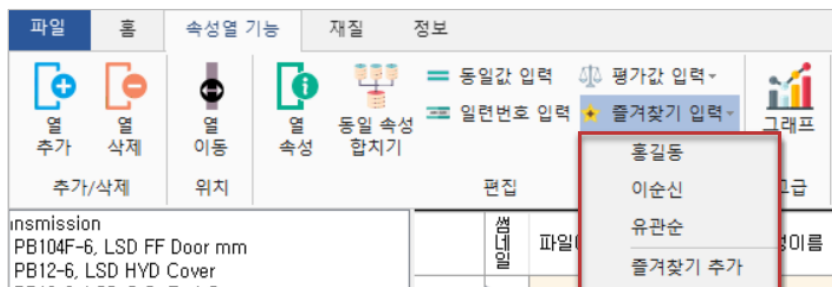 파일 홈 속성열 기능 재질 정보
열 추가
열 삭제
열 이동
열 속성
동일 속성 합치기
동일값 입력
일련번호 입력
평가값 입력
즐겨찾기 입력
그래프
추가/삭제 위치 편집
홍길동
이순신
유관순
즐겨찾기 추가
PB104F-6, LSD FF Door mm
PB12-6, LSD HYD Cover
썸네일